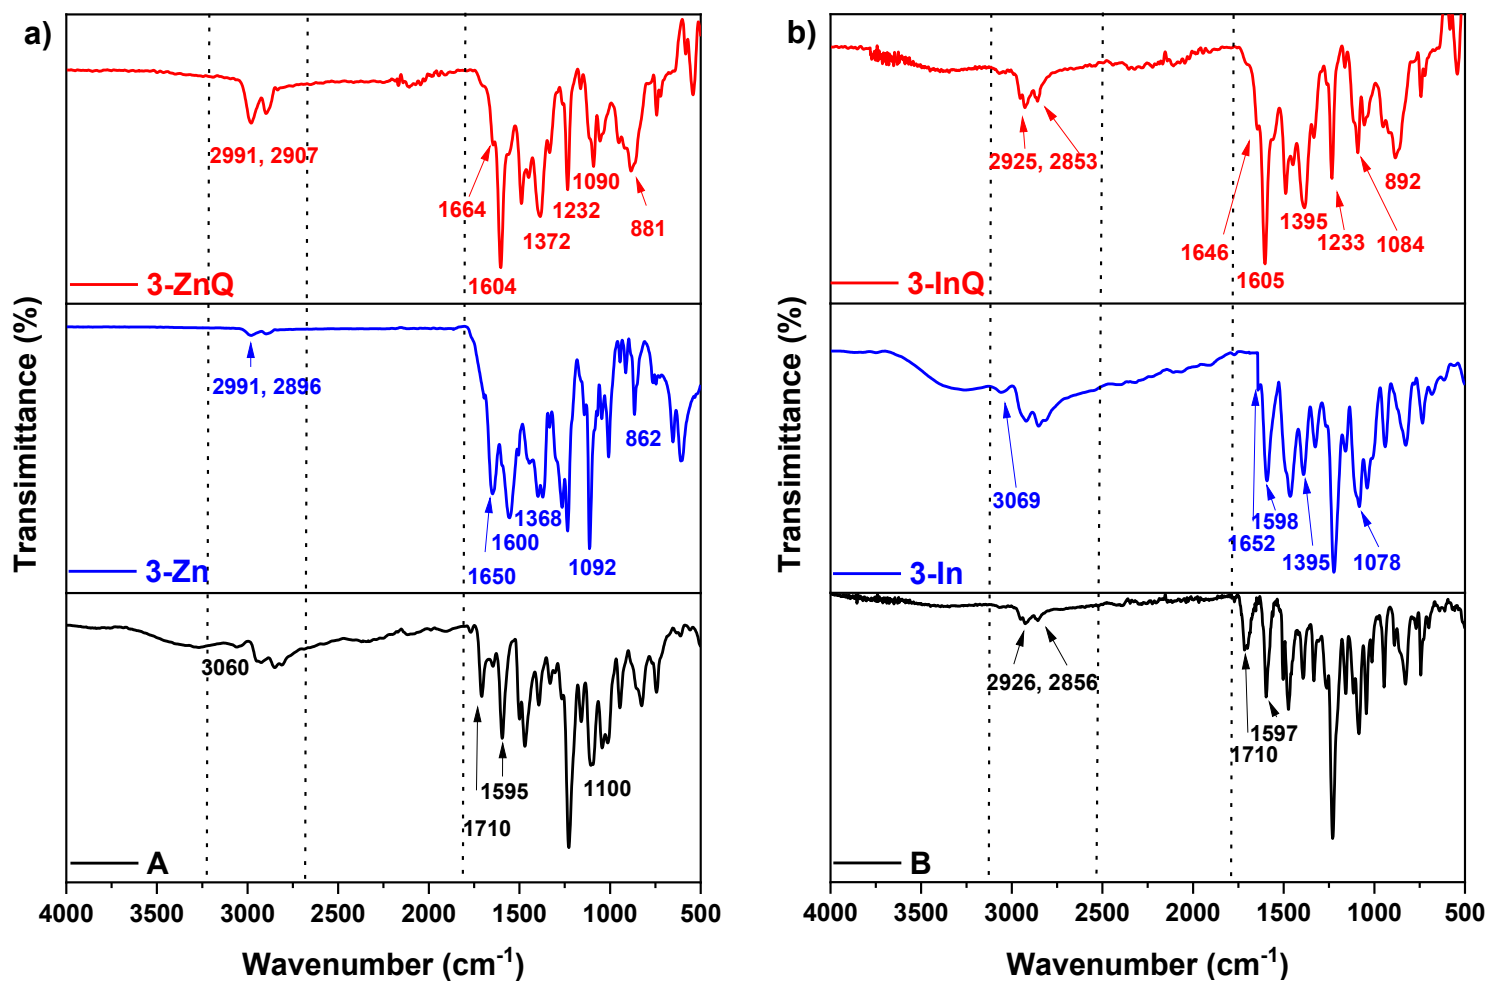 a)
2991, 2907
1664
1604
1372
1232
1090
881
3-ZnQ
2991, 2896
1650
1600
1368
1092
862
3-Zn
3060
1710
1595
1100
A
Transimittance (%)
4000 3500 3000 2500 2000 1500 1000 500
Wavenumber (cm⁻¹)
b)
2925, 2853
1646
1605
1395
1233
1084
892
3-InQ
3069
1652
1598
1395
1078
3-In
2926, 2856
1710
1597
B
Transimittance (%)
4000 3500 3000 2500 2000 1500 1000 500
Wavenumber (cm⁻¹)